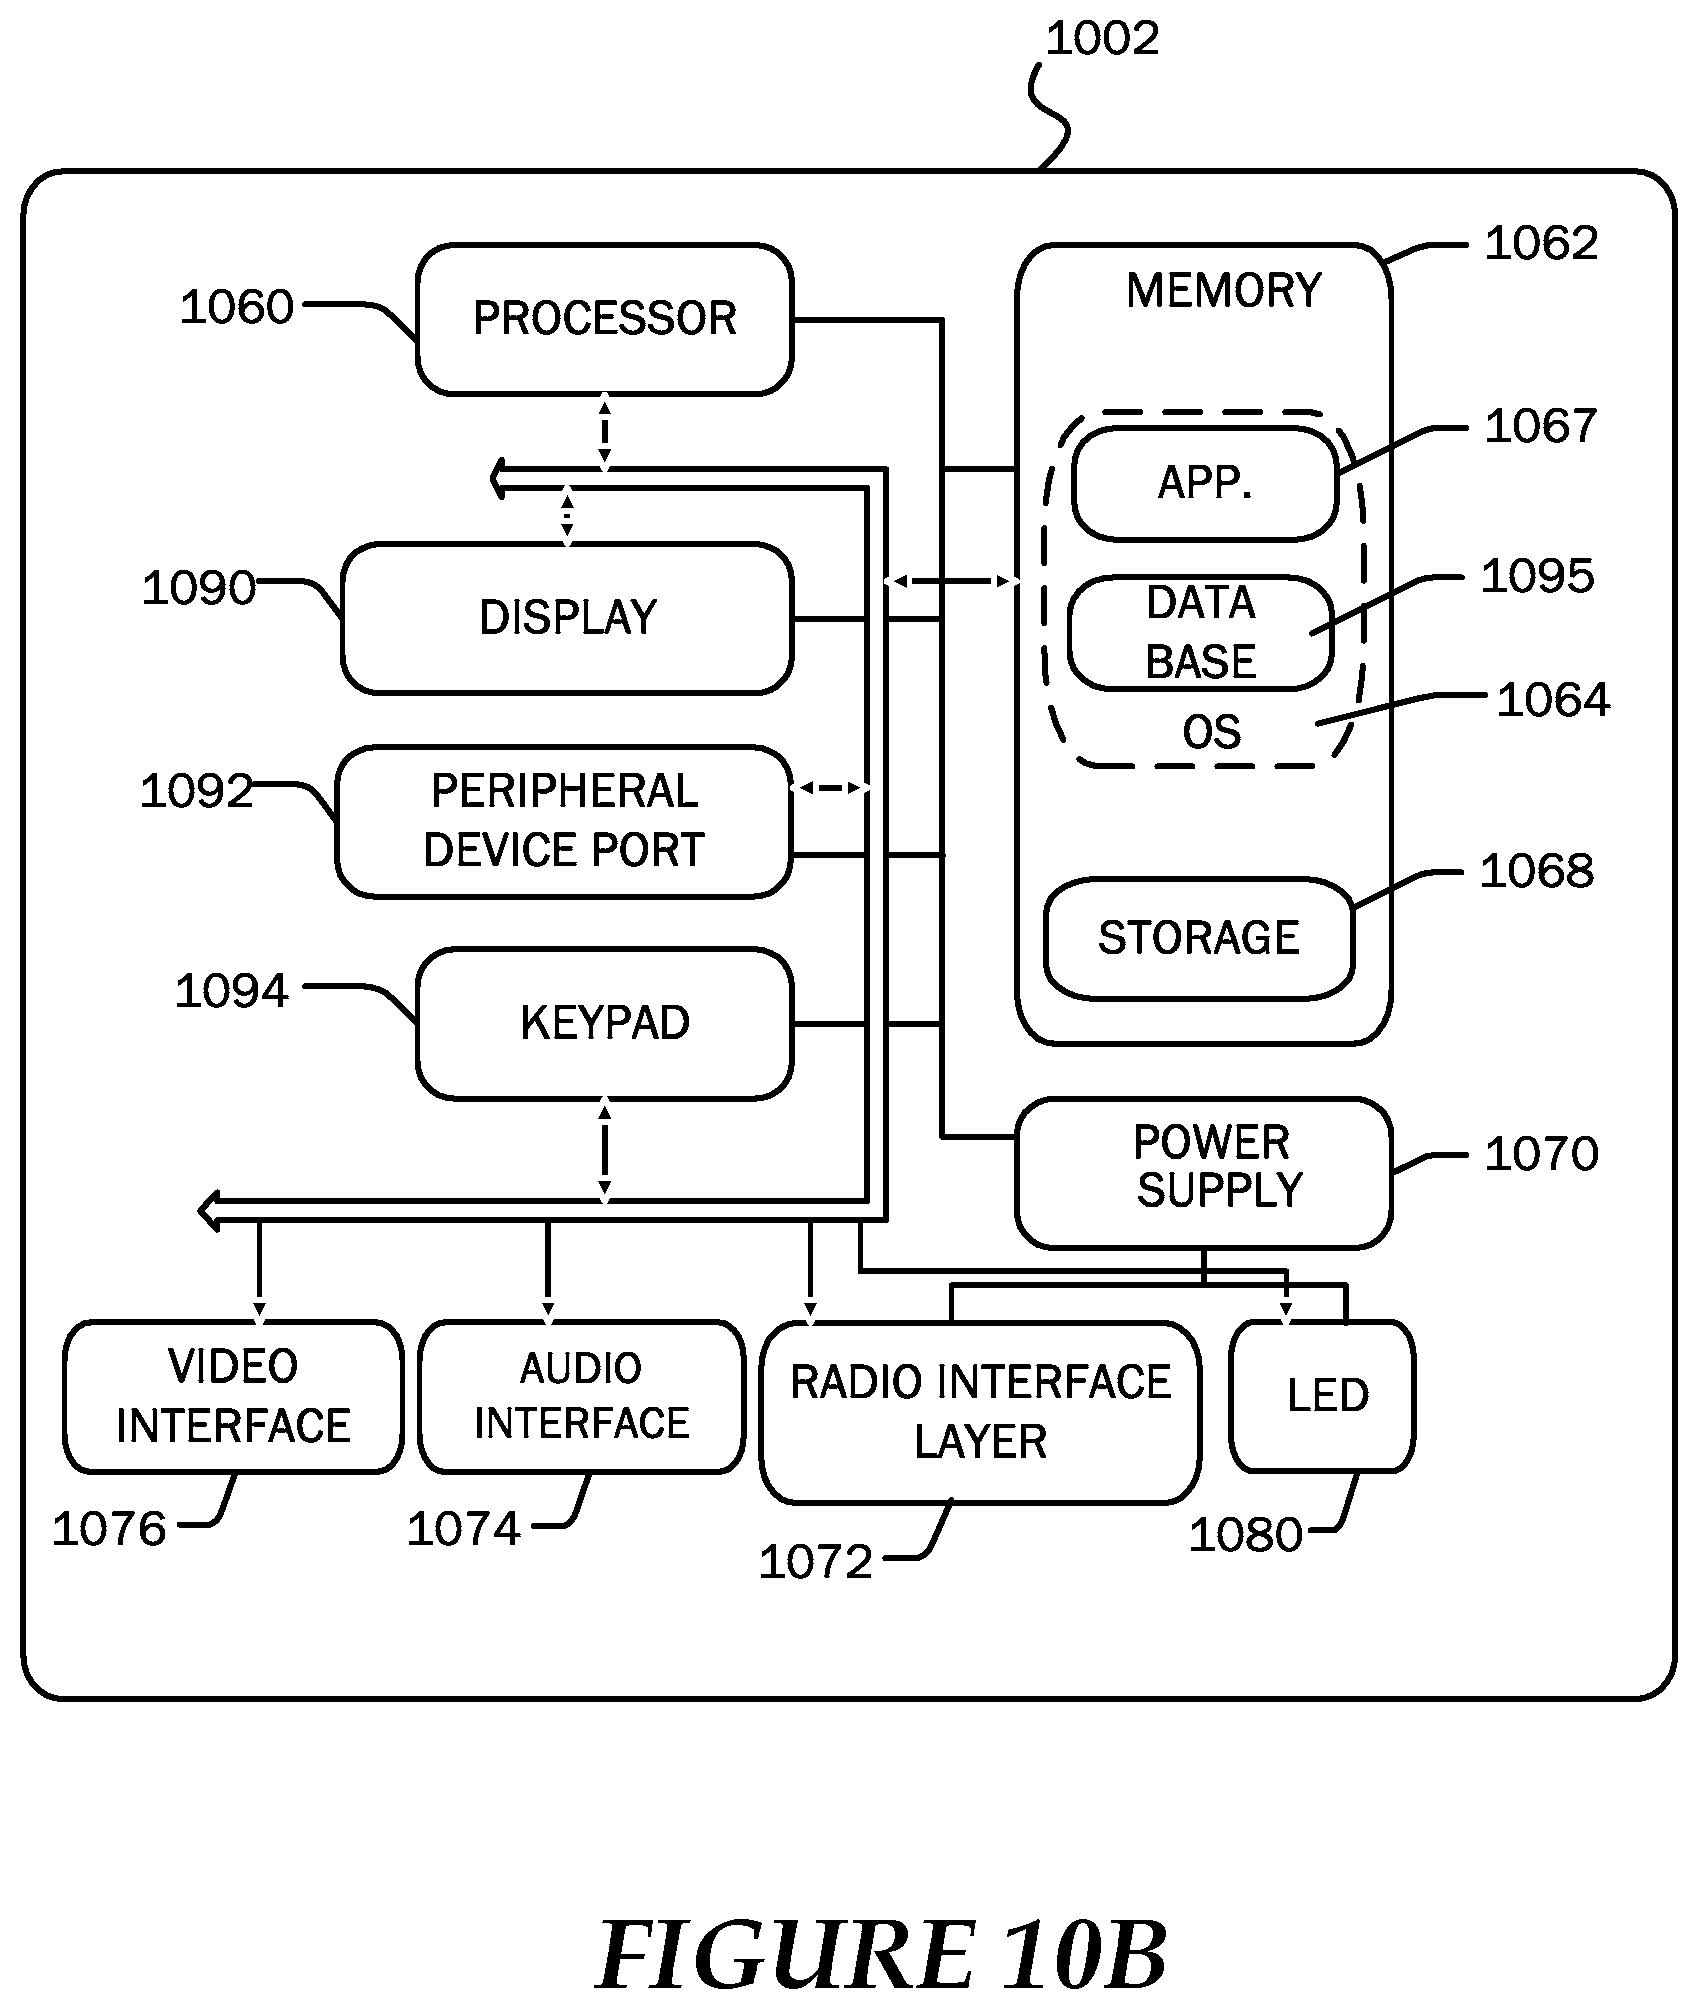 1002
1060
PROCESSOR
MEMORY
1062
APP.
1067
1090
DISPLAY
DATA
BASE
1095
OS
1064
1092
PERIPHERAL
DEVICE PORT
STORAGE
1068
1094
KEYPAD
POWER
SUPPLY
1070
VIDEO
INTERFACE
AUDIO
INTERFACE
RADIO INTERFACE
LAYER
LED
1076
1074
1072
1080
FIGURE 10B